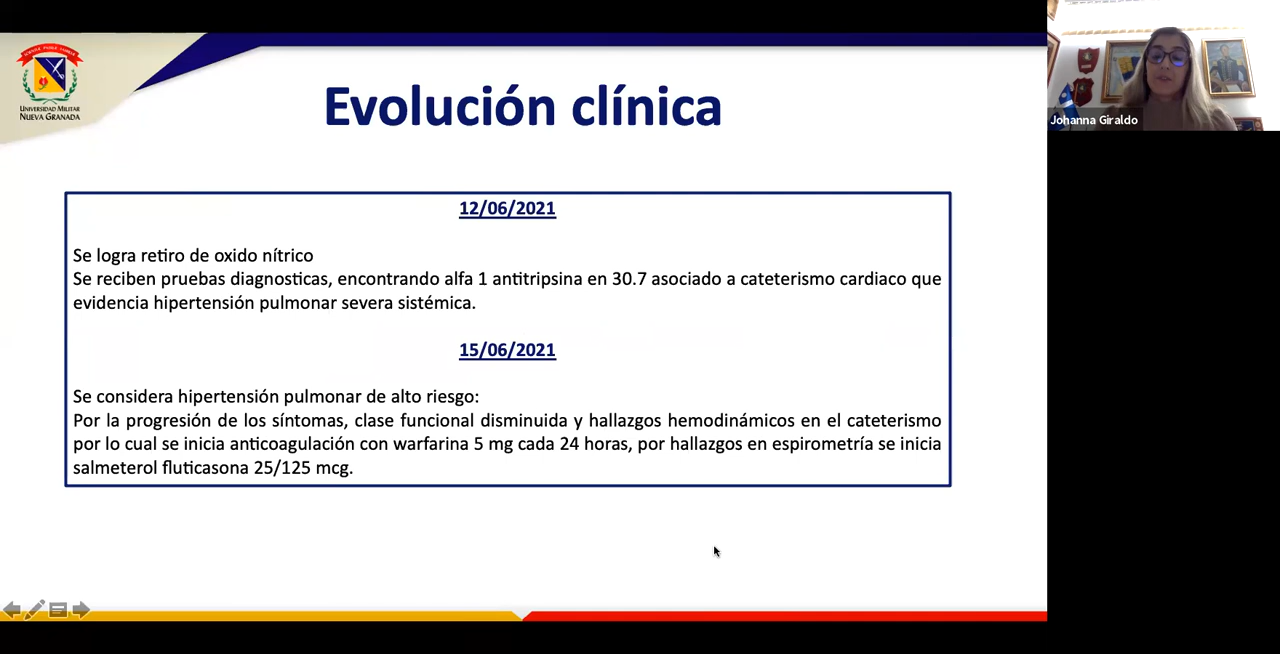 UNIVERSIDAD MILITAR
NUEVA GRANADA
Evolución clínica
Johanna Giraldo
12/06/2021
Se logra retiro de oxido nítrico
Se reciben pruebas diagnosticas, encontrando alfa 1 antitripsina en 30.7 asociado a cateterismo cardiaco que
evidencia hipertensión pulmonar severa sistémica.
15/06/2021
Se considera hipertensión pulmonar de alto riesgo:
Por la progresión de los síntomas, clase funcional disminuida y hallazgos hemodinámicos en el cateterismo
por lo cual se inicia anticoagulación con warfarina 5 mg cada 24 horas, por hallazgos en espirometría se inicia
salmeterol fluticasona 25/125 mcg.